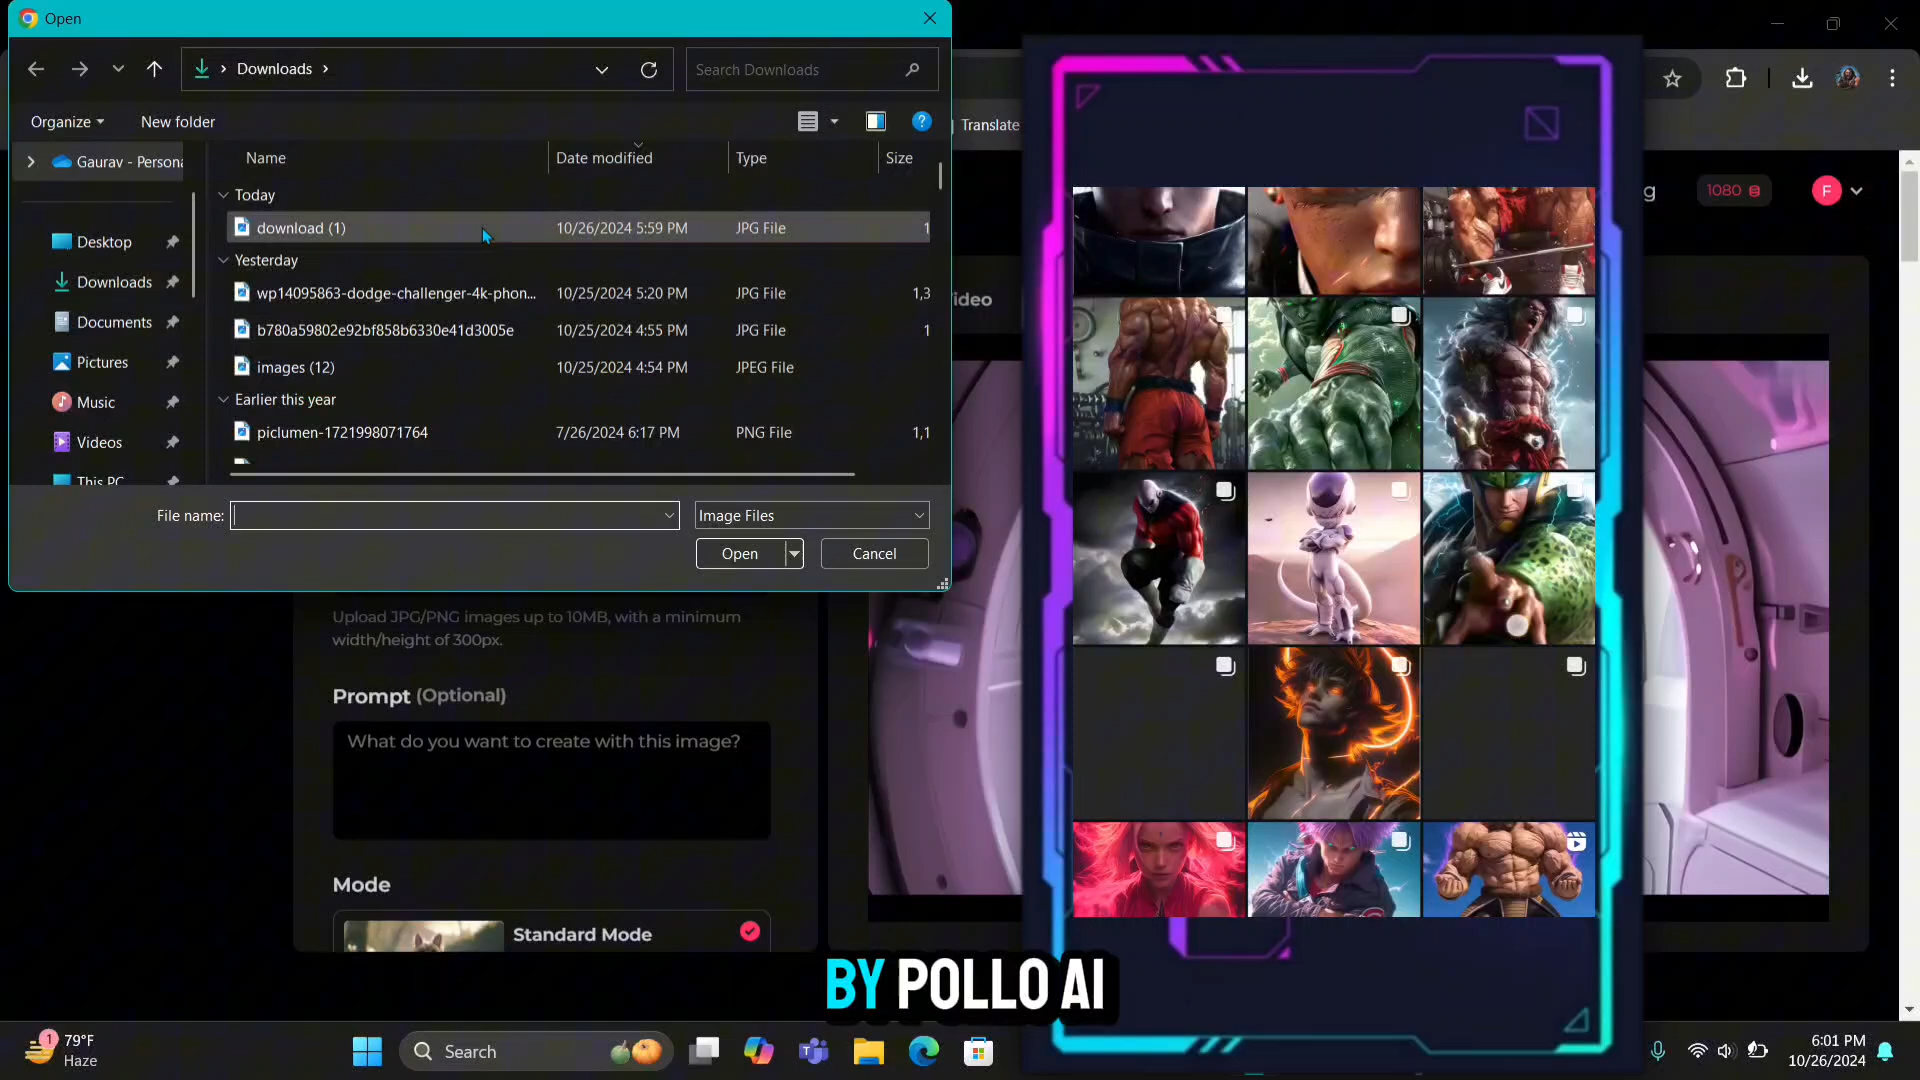 Open
Downloads
Search Downloads
Organize
New folder
Translate
Gaurav - Persona
Name
Date modified
Type
Size
Today
download (1)
10/26/2024 5:59 PM
JPG File
1
Yesterday
wp14095863-dodge-challenger-4k-phon...
10/25/2024 5:20 PM
JPG File
1,3
b780a59802e92bf858b6330e41d3005e
10/25/2024 4:55 PM
JPG File
1
images (12)
10/25/2024 4:54 PM
JPEG File
Earlier this year
piclumen-1721998071764
7/26/2024 6:17 PM
PNG File
1,1
Desktop
Downloads
Documents
Pictures
Music
Videos
This PC
File name:
Image Files
Open
Cancel
g
1080
F
ideo
Upload JPG/PNG images up to 10MB, with a minimum
width/height of 300px.
Prompt (Optional)
What do you want to create with this image?
Mode
Standard Mode
BY POLLO AI
1
79°F
Haze
Search
6:01 PM
10/26/2024